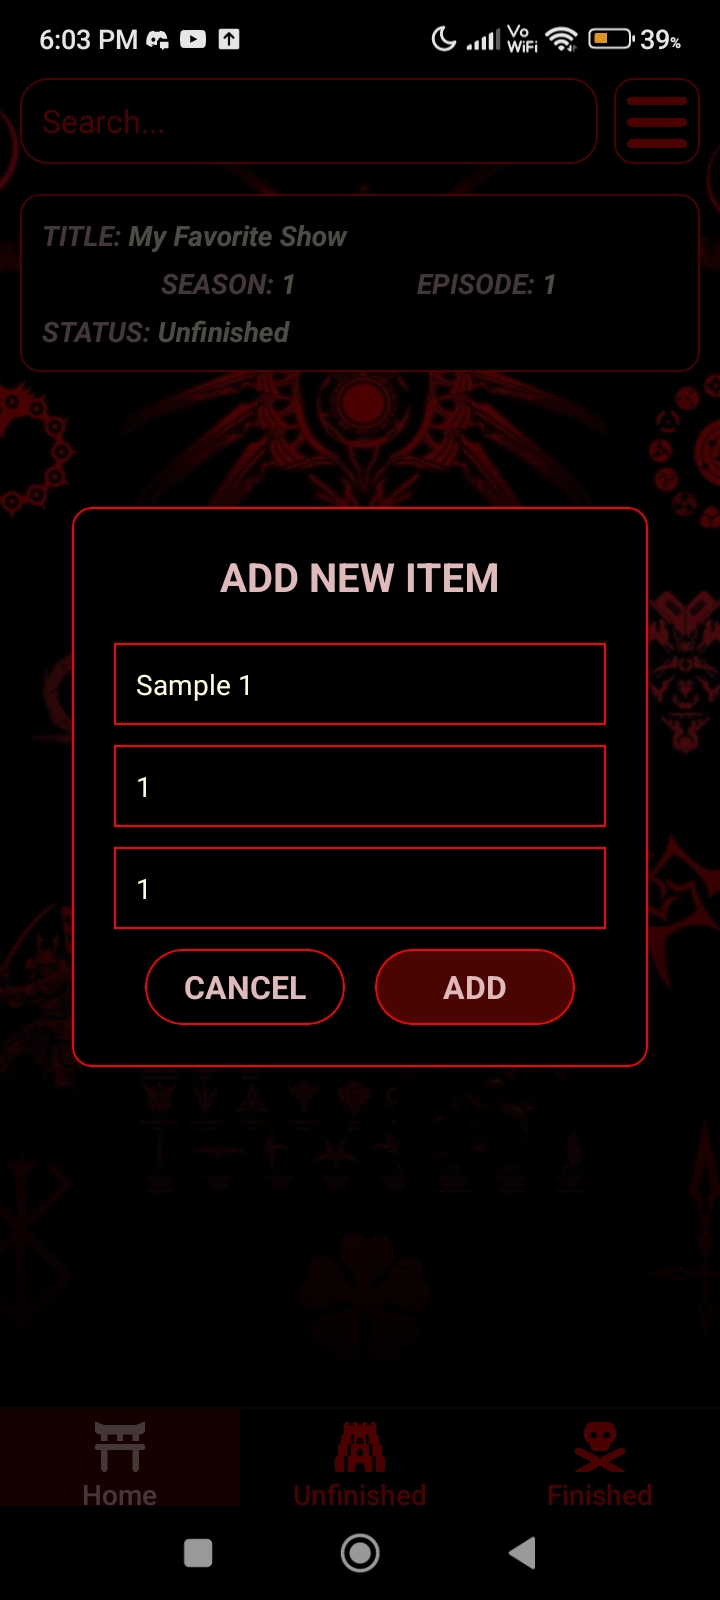 6:03 PM Vo WiFi 39%
Search...
TITLE: My Favorite Show
SEASON: 1 EPISODE: 1
STATUS: Unfinished
ADD NEW ITEM
Sample 1
1
1
CANCEL ADD
Home Unfinished Finished